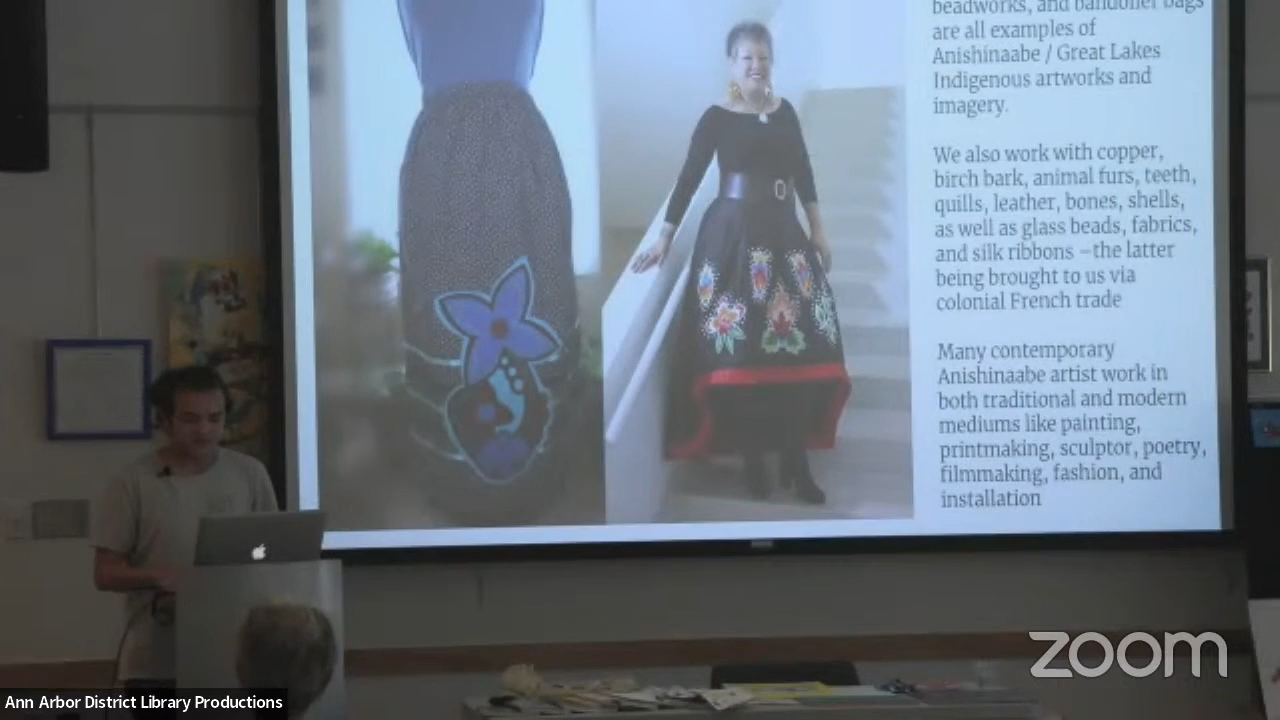 beadworks, and bandolier bags
are all examples of
Anishinaabe / Great Lakes
Indigenous artworks and
imagery.
We also work with copper,
birch bark, animal furs, teeth,
quills, leather, bones, shells,
as well as glass beads, fabrics,
and silk ribbons –the latter
being brought to us via
colonial French trade
Many contemporary
Anishinaabe artist work in
both traditional and modern
mediums like painting,
printmaking, sculptor, poetry,
filmmaking, fashion, and
installation
zoom
Ann Arbor District Library Productions